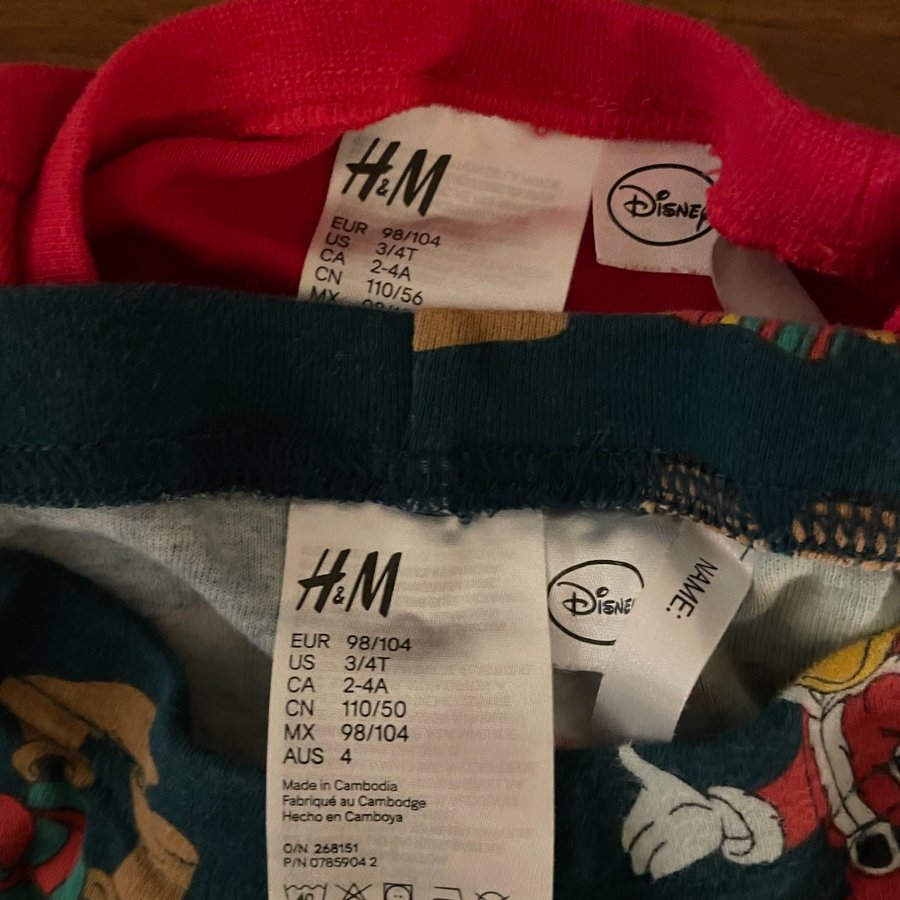 H&M
Disney
EUR 98/104
US 3/4T
CA 2-4A
CN 110/56
MX
H&M
Disney
NAME:
EUR 98/104
US 3/4T
CA 2-4A
CN 110/50
MX 98/104
AUS 4
Made in Cambodia
Fabriqué au Cambodge
Hecho en Camboya
O/N 268151
P/N 0785904 2
40